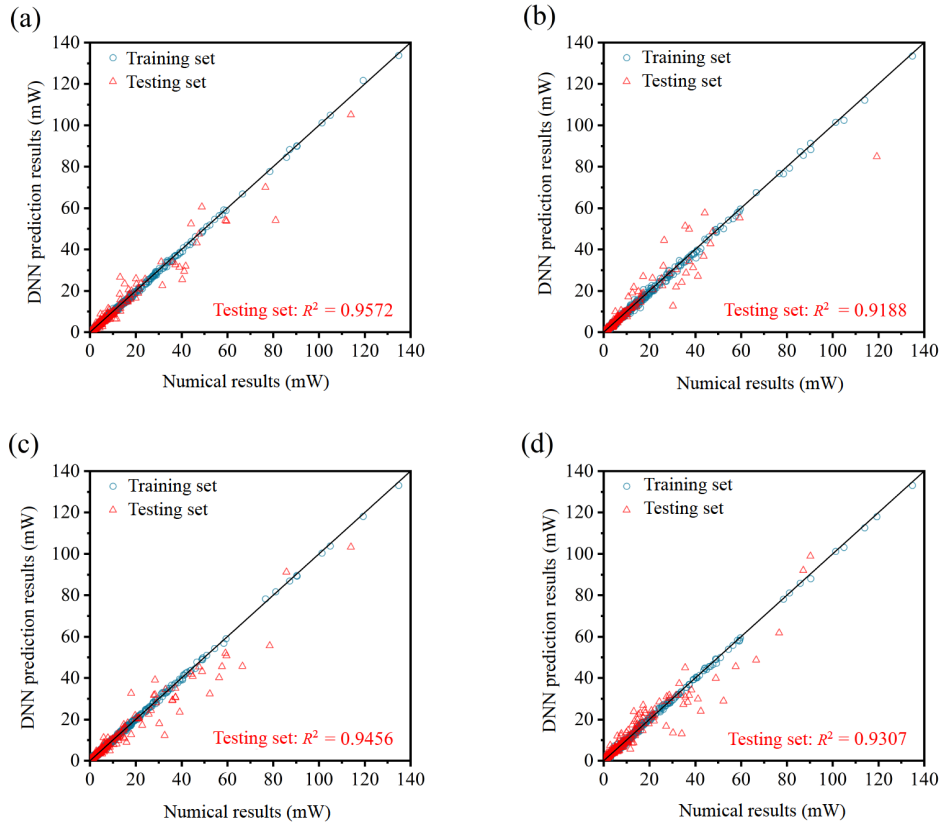 (a)
140
120
100
80
60
40
20
0
DNN prediction results (mW)
Training set
Testing set
Testing set: R² = 0.9572
0 20 40 60 80 100 120 140
Numical results (mW)
(b)
140
120
100
80
60
40
20
0
DNN prediction results (mW)
Training set
Testing set
Testing set: R² = 0.9188
0 20 40 60 80 100 120 140
Numical results (mW)
(c)
140
120
100
80
60
40
20
0
DNN prediction results (mW)
Training set
Testing set
Testing set: R² = 0.9456
0 20 40 60 80 100 120 140
Numical results (mW)
(d)
140
120
100
80
60
40
20
0
DNN prediction results (mW)
Training set
Testing set
Testing set: R² = 0.9307
0 20 40 60 80 100 120 140
Numical results (mW)